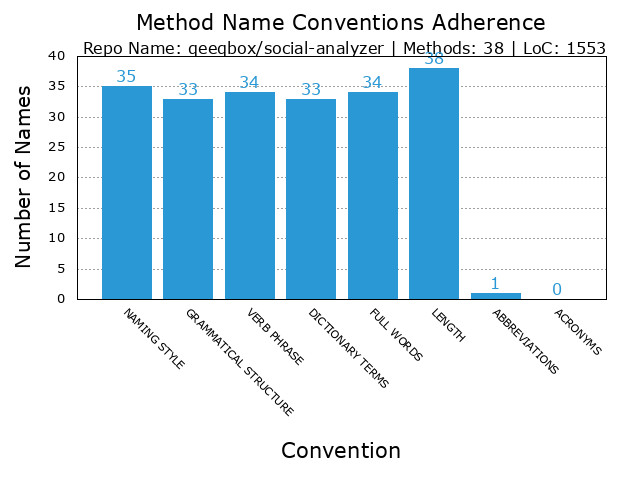 Method Name Conventions Adherence
Repo Name: qeeqbox/social-analyzer | Methods: 38 | LoC: 1553
Number of Names
40
35
30
25
20
15
10
5
0
35
33
34
33
34
38
1
0
NAMING STYLE
GRAMMATICAL STRUCTURE
VERB PHRASE
DICTIONARY TERMS
FULL WORDS
LENGTH
ABBREVIATIONS
ACRONYMS
Convention